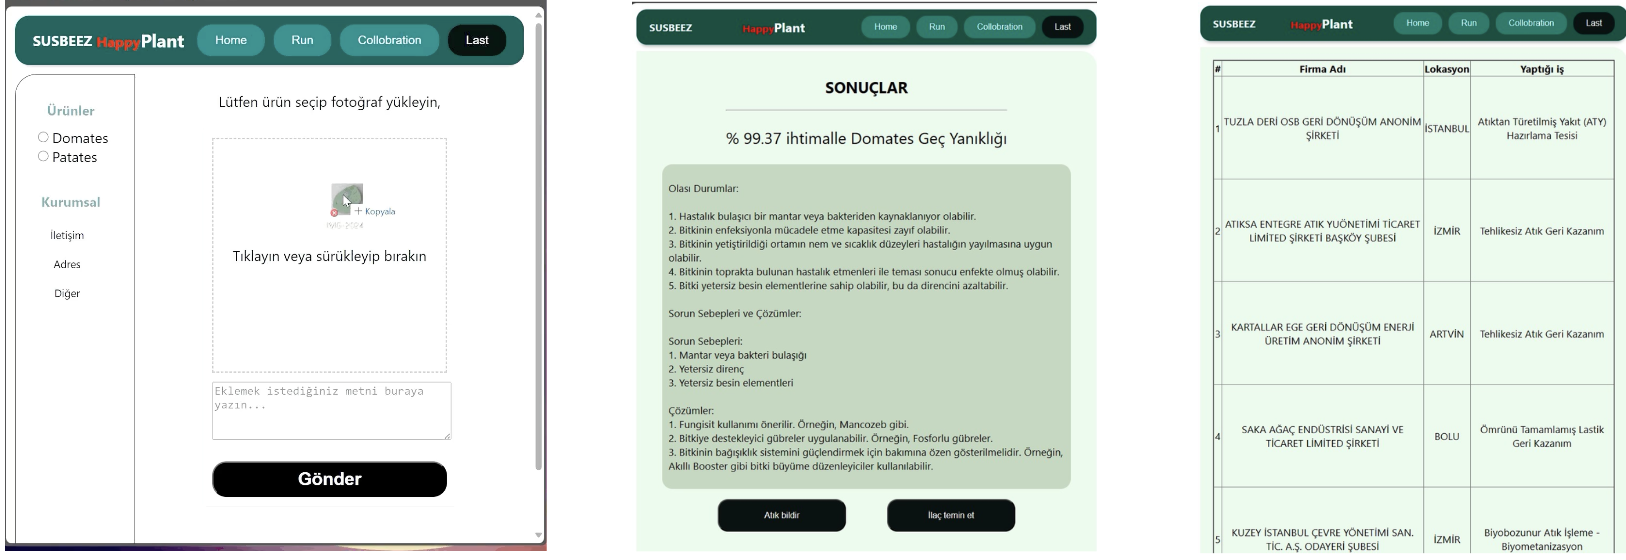 SUSBEEZ HappyPlant Home Run Collobration Last
Ürünler
Domates
Patates
Kurumsal
İletişim
Adres
Diğer
Lütfen ürün seçip fotoğraf yükleyin,
+ Kopyala
Tıklayın veya sürükleyip bırakın
Eklemek istediğiniz metni buraya
yazın...
Gönder
SUSBEEZ HappyPlant Home Run Collobration Last
SONUÇLAR
% 99.37 ihtimalle Domates Geç Yanıklığı
Olası Durumlar:
1. Hastalık bulaşıcı bir mantar veya bakteriden kaynaklanıyor olabilir.
2. Bitkinin enfeksiyonla mücadele etme kapasitesi zayıf olabilir.
3. Bitkinin yetiştirildiği ortamın nem ve sıcaklık düzeyleri hastalığın yayılmasına uygun
olabilir.
4. Bitkinin toprakta bulunan hastalık etmenleri ile teması sonucu enfekte olmuş olabilir.
5. Bitki yetersiz besin elementlerine sahip olabilir, bu da direncini azaltabilir.
Sorun Sebepleri ve Çözümler:
Sorun Sebepleri:
1. Mantar veya bakteri bulaşığı
2. Yetersiz direnç
3. Yetersiz besin elementleri
Çözümler:
1. Fungisit kullanımı önerilir. Örneğin, Mancozeb gibi.
2. Bitkiye destekleyici gübreler uygulanabilir. Örneğin, Fosforlu gübreler.
3. Bitkinin bağışıklık sistemini güçlendirmek için bakımına özen gösterilmelidir. Örneğin,
Akıllı Booster gibi bitki büyüme düzenleyiciler kullanılabilir.
Atık bildir
İlaç temin et
SUSBEEZ HappyPlant Home Run Collobration Last
# Firma Adı Lokasyon Yaptığı iş
1 TUZLA DERİ OSB GERİ DÖNÜŞÜM ANONİM
ŞİRKETİ
İSTANBUL
Atıktan Türetilmiş Yakıt (ATY)
Hazırlama Tesisi
2 ATIKSA ENTEGRE ATIK YUÖNETİMİ TİCARET
LİMİTED ŞİRKETİ BAŞKÖY ŞUBESİ
İZMİR
Tehlikesiz Atık Geri Kazanım
3 KARTALLAR EGE GERİ DÖNÜŞÜM ENERJİ
ÜRETİM ANONİM ŞİRKETİ
ARTVİN
Tehlikesiz Atık Geri Kazanım
4 SAKA AĞAÇ ENDÜSTRİSİ SANAYİ VE
TİCARET LİMİTED ŞİRKETİ
BOLU
Ömrünü Tamamlamış Lastik
Geri Kazanım
5 KUZEY İSTANBUL ÇEVRE YÖNETİMİ SAN.
TİC. A.Ş. ODAYERİ ŞUBESİ
İZMİR
Biyobozunur Atık İşleme -
Biyometanizasyon